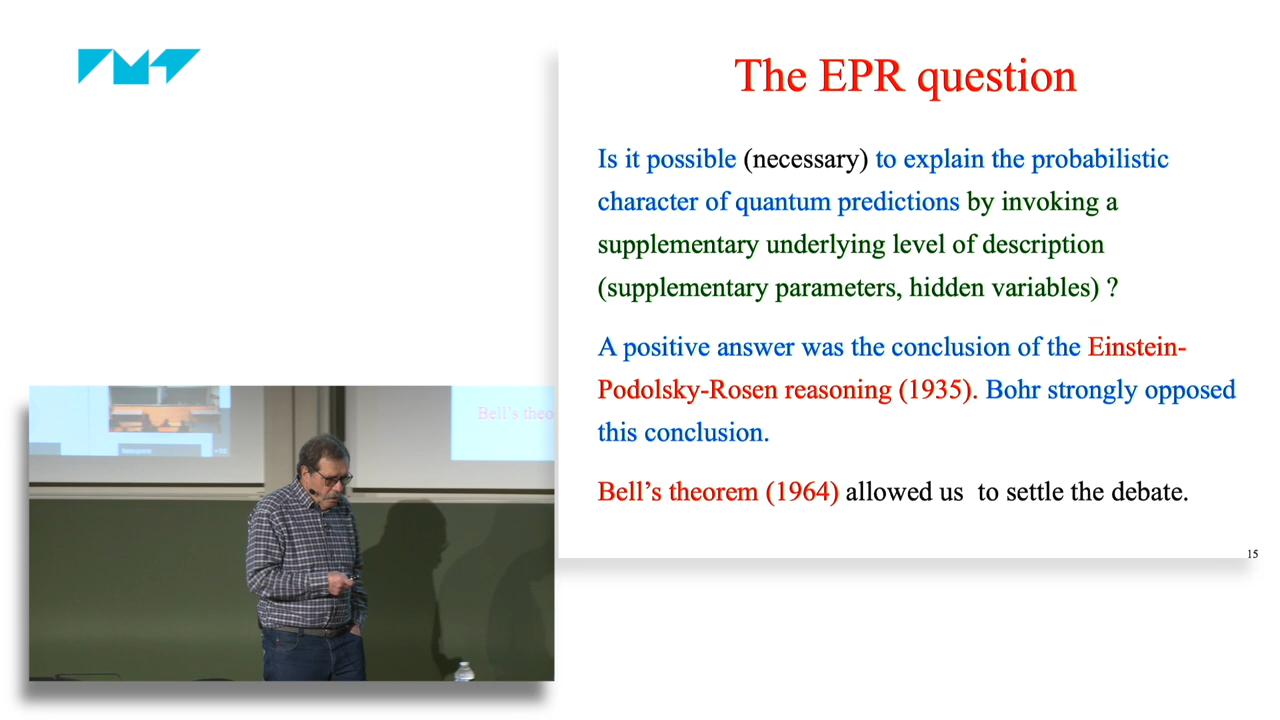 The EPR question
Is it possible (necessary) to explain the probabilistic
character of quantum predictions by invoking a
supplementary underlying level of description
(supplementary parameters, hidden variables) ?
A positive answer was the conclusion of the Einstein-
Podolsky-Rosen reasoning (1935). Bohr strongly opposed
this conclusion.
Bell’s theorem (1964) allowed us  to settle the debate.
15
Bell’s theo